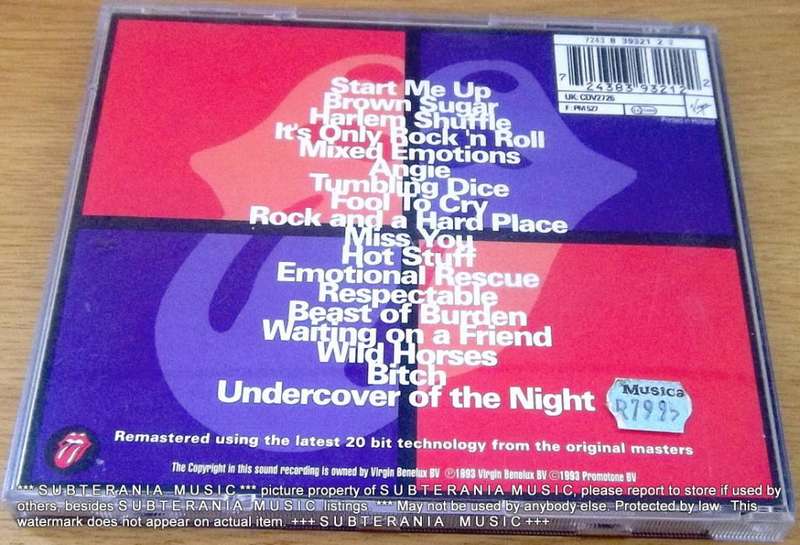 7243 8 39321 2 2
7 24383 93212 2
UK: CDV2726
F: PM 527
Virgin
Printed in Holland
Start Me Up
Brown Sugar
Harlem Shuffle
It's Only Rock 'n Roll
Mixed Emotions
Angie
Tumbling Dice
Fool To Cry
Rock and a Hard Place
Miss You
Hot Stuff
Emotional Rescue
Respectable
Beast of Burden
Waiting on a Friend
Wild Horses
Bitch
Undercover of the Night
Musica
R7995
Remastered using the latest 20 bit technology from the original masters
The Copyright in this sound recording is owned by Virgin Benelux BV ℗1993 Virgin Benelux BV ©1993 Promotone BV
*** S U B T E R A N I A M U S I C *** picture property of S U B T E R A N I A M U S I C, please report to store if used by
others, besides S U B T E R A N I A M U S I C listings. *** May not be used by anybody else. Protected by law. This
watermark does not appear on actual item. +++ S U B T E R A N I A M U S I C +++